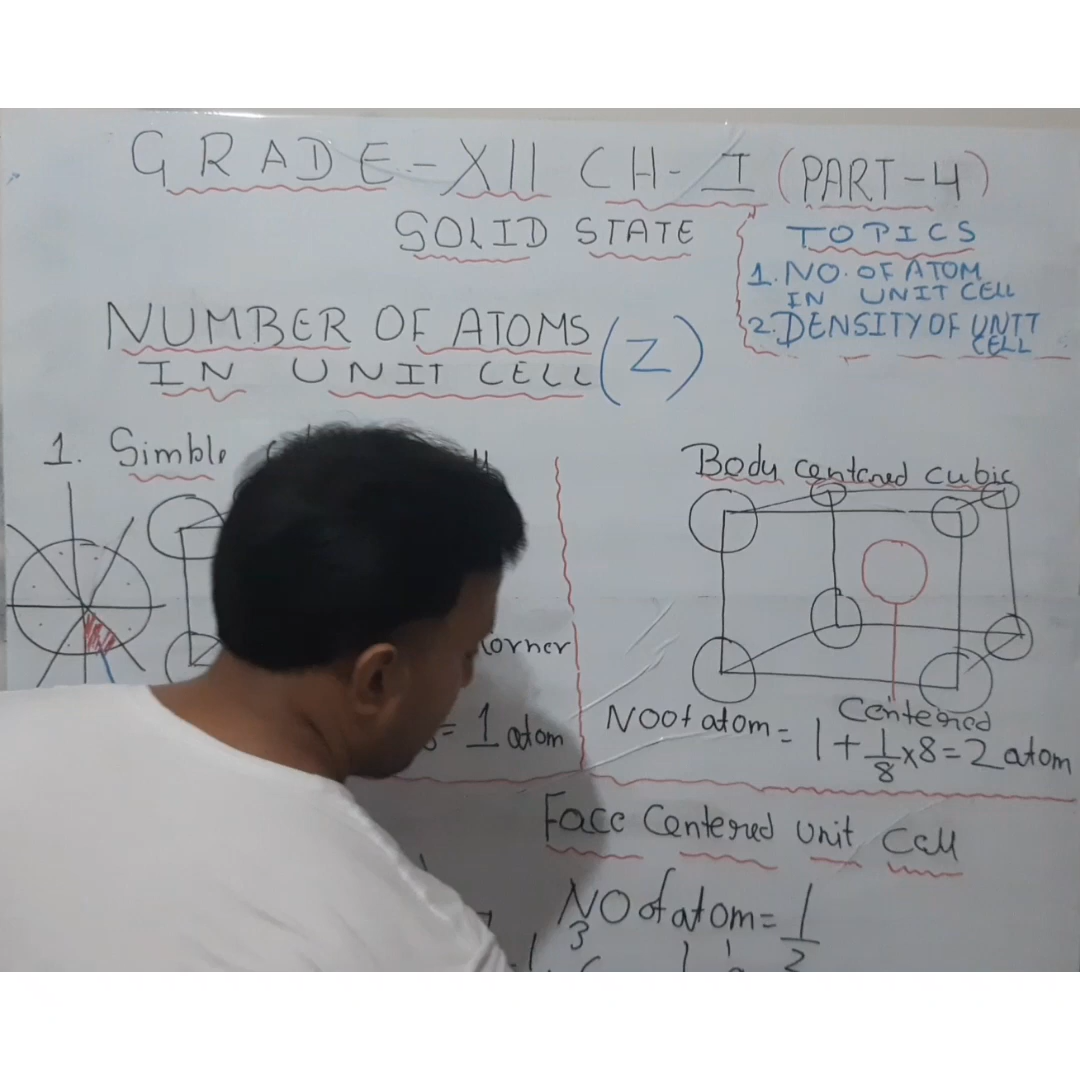 GRADE-XII CH-I (PART-4)
SOLID STATE
TOPICS
1. NO. OF ATOM
IN UNIT CELL
2. DENSITY OF UNIT
CELL
NUMBER OF ATOMS
IN UNIT CELL (Z)
1. Simble
corner
= 1 atom
Body centered cubic
Centered
NO of atom = 1 + 1/8 x 8 = 2 atom
Face Centered unit Cell
NO of atom = 1/2
3